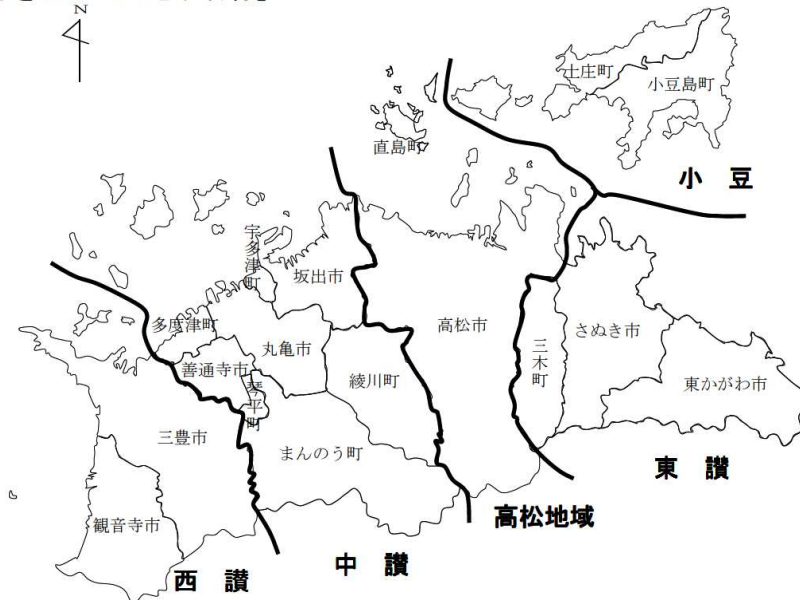 N
土庄町
小豆島町
直島町
小 豆
宇多津町
坂出市
多度津町
高松市
丸亀市
さぬき市
三木町
善通寺市
綾川町
琴平町
東かがわ市
三豊市
まんのう町
東 讃
観音寺市
高松地域
中 讃
西 讃